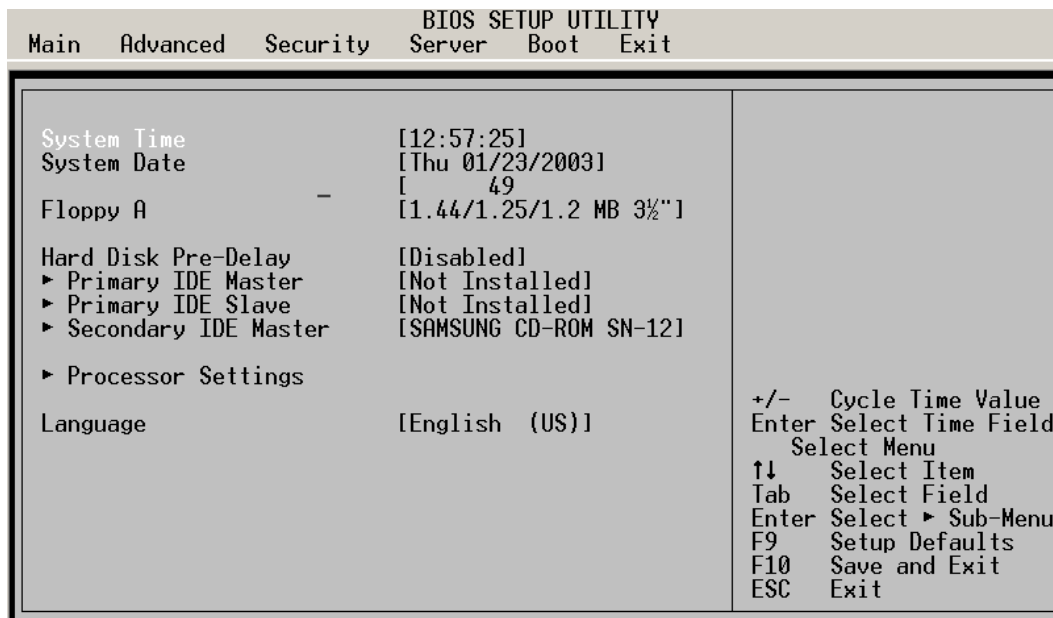 BIOS SETUP UTILITY
Main Advanced Security Server Boot Exit
System Time [12:57:25]
System Date [Thu 01/23/2003]
[ 49
Floppy A [1.44/1.25/1.2 MB 3½"]
Hard Disk Pre-Delay [Disabled]
► Primary IDE Master [Not Installed]
► Primary IDE Slave [Not Installed]
► Secondary IDE Master [SAMSUNG CD-ROM SN-12]
► Processor Settings
Language [English (US)]
+/- Cycle Time Value
Enter Select Time Field
Select Menu
↑↓ Select Item
Tab Select Field
Enter Select ► Sub-Menu
F9 Setup Defaults
F10 Save and Exit
ESC Exit